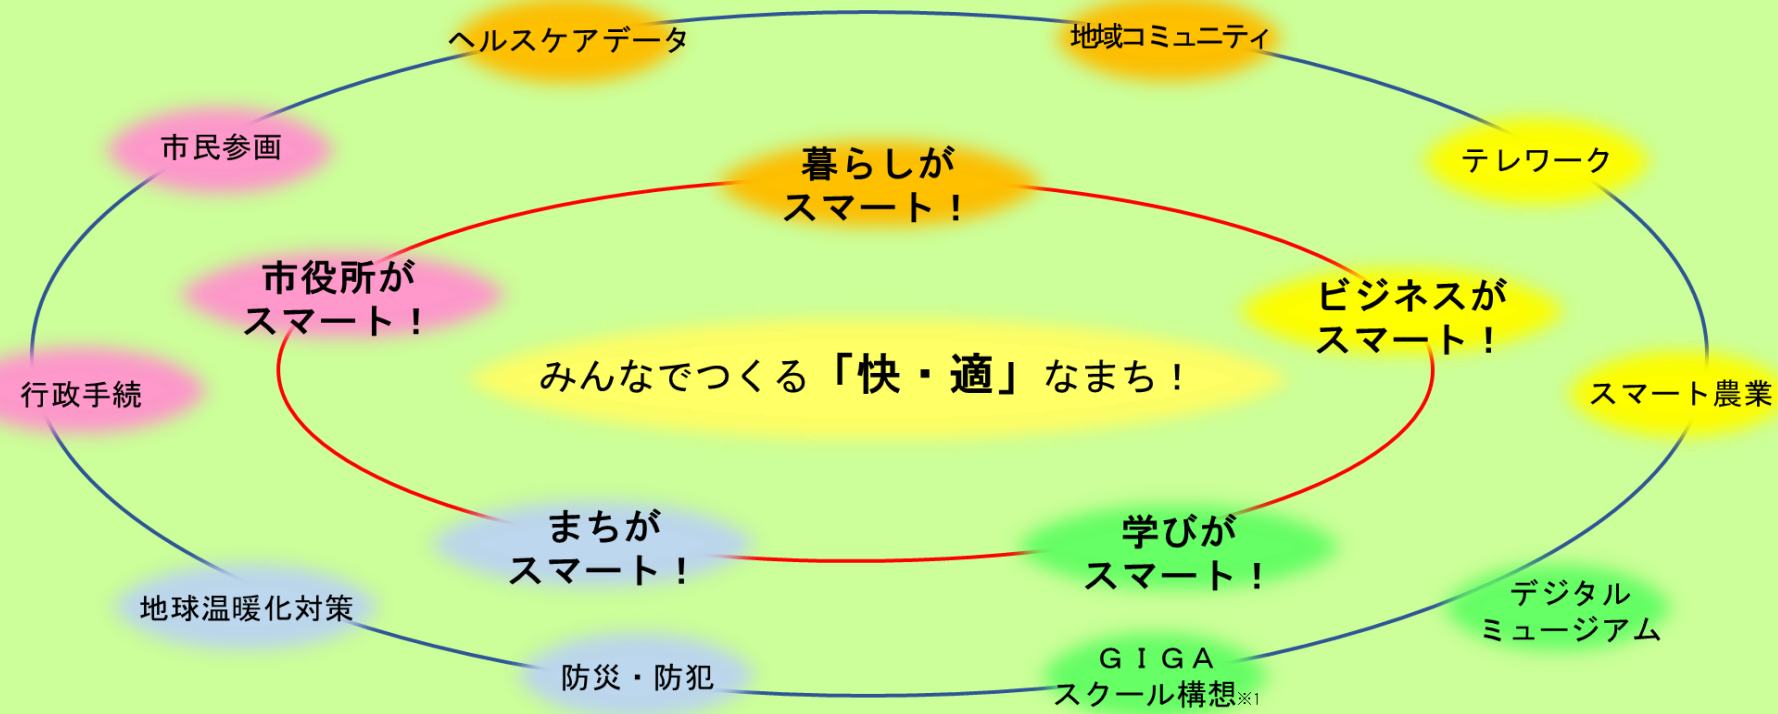 ヘルスケアデータ
地域コミュニティ
市民参画
テレワーク
暮らしが
スマート！
市役所が
スマート！
ビジネスが
スマート！
みんなでつくる「快・適」なまち！
行政手続
スマート農業
まちが
スマート！
学びが
スマート！
地球温暖化対策
デジタル
ミュージアム
防災・防犯
ＧＩＧＡ
スクール構想※1